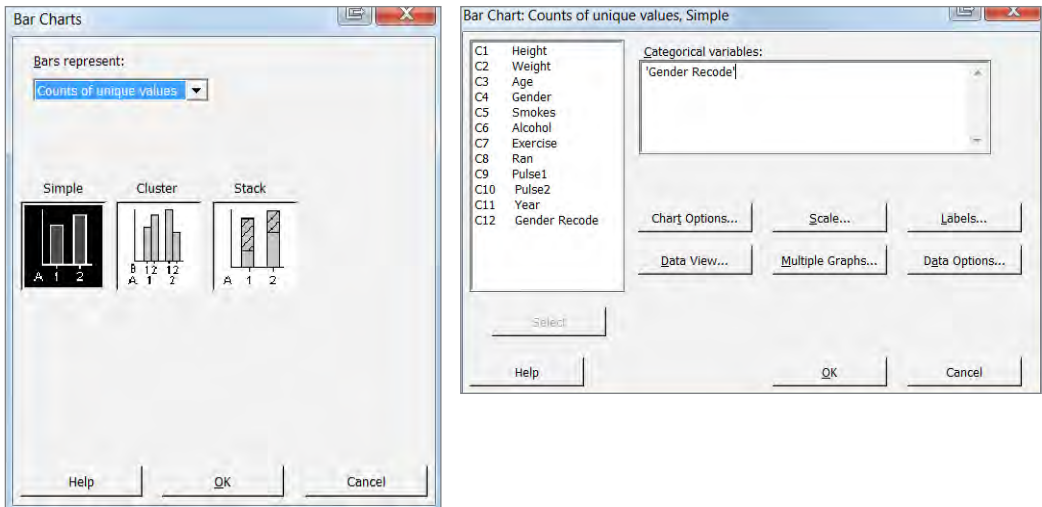 Bar Charts
Bars represent:
Counts of unique values
Simple Cluster Stack
A 1 2
B 1 2 1 2
A 1 2
A 1 2
Help OK Cancel
Bar Chart: Counts of unique values, Simple
C1 Height
C2 Weight
C3 Age
C4 Gender
C5 Smokes
C6 Alcohol
C7 Exercise
C8 Ran
C9 Pulse1
C10 Pulse2
C11 Year
C12 Gender Recode
Categorical variables:
'Gender Recode'
Chart Options... Scale... Labels...
Data View... Multiple Graphs... Data Options...
Select
Help OK Cancel